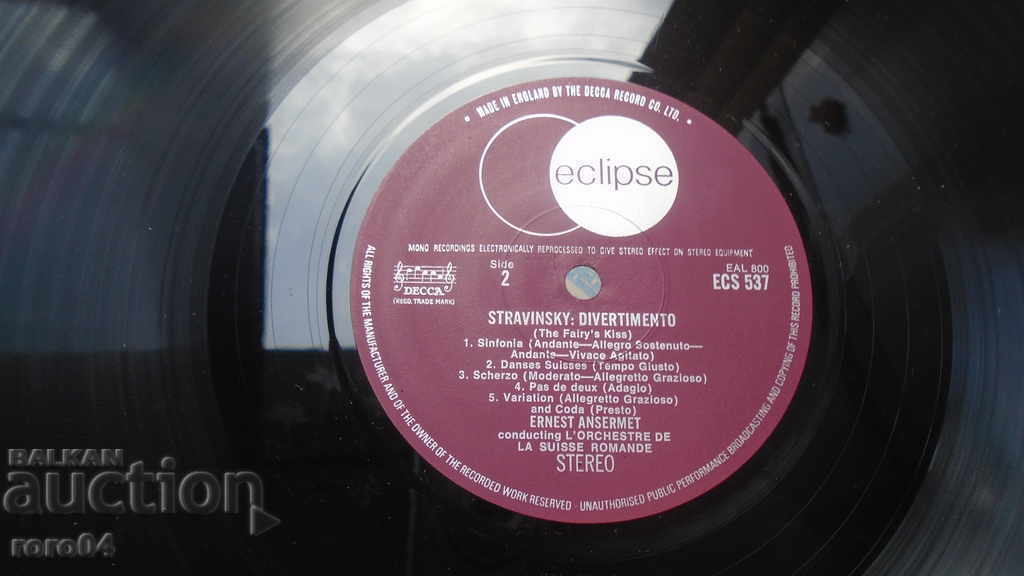 • MADE IN ENGLAND BY THE DECCA RECORD CO. LTD. •
eclipse
MONO RECORDINGS ELECTRONICALLY REPROCESSED TO GIVE STEREO EFFECT ON STEREO EQUIPMENT
DECCA
(REGD. TRADE MARK)
Side
2
EAL 800
ECS 537
STRAVINSKY: DIVERTIMENTO
(The Fairy's Kiss)
1. Sinfonia (Andante—Allegro Sostenuto—
Andante—Vivace Agitato)
2. Danses Suisses (Tempo Giusto)
3. Scherzo (Moderato—Allegretto Grazioso)
4. Pas de deux (Adagio)
5. Variation (Allegretto Grazioso)
and Coda (Presto)
ERNEST ANSERMET
conducting L'ORCHESTRE DE
LA SUISSE ROMANDE
STEREO
ALL RIGHTS OF THE MANUFACTURER AND OF THE OWNER OF THE RECORDED WORK RESERVED · UNAUTHORISED PUBLIC PERFORMANCE BROADCASTING AND COPYING OF THIS RECORD PROHIBITED
BALKAN
auction
roro04